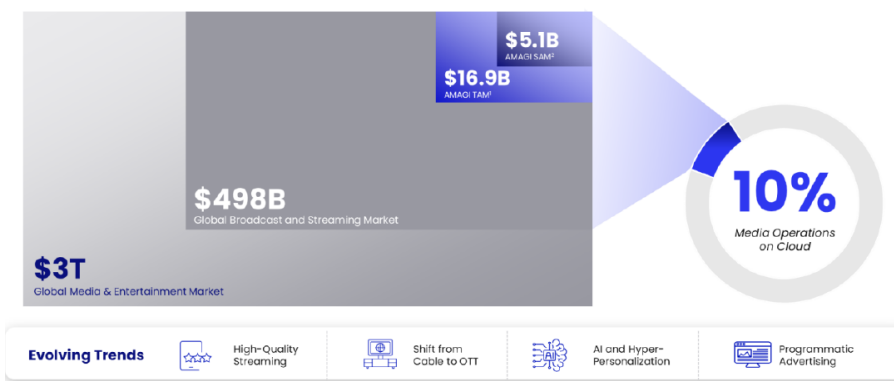 $5.1B
AMAGI SAM²
$16.9B
AMAGI TAM¹
$498B
Global Broadcast and Streaming Market
$3T
Global Media & Entertainment Market
10%
Media Operations
on Cloud
Evolving Trends
High-Quality
Streaming
Shift from
Cable to OTT
AI
AI and Hyper-
Personalization
Programmatic
Advertising